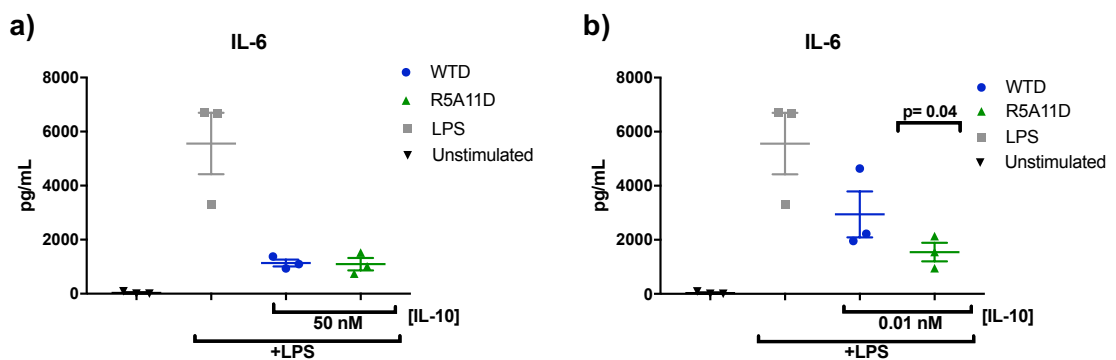 a)
IL-6
pg/mL
8000
6000
4000
2000
0
WTD
R5A11D
LPS
Unstimulated
50 nM
[IL-10]
+LPS
b)
IL-6
pg/mL
8000
6000
4000
2000
0
WTD
R5A11D
LPS
Unstimulated
p= 0.04
0.01 nM
[IL-10]
+LPS